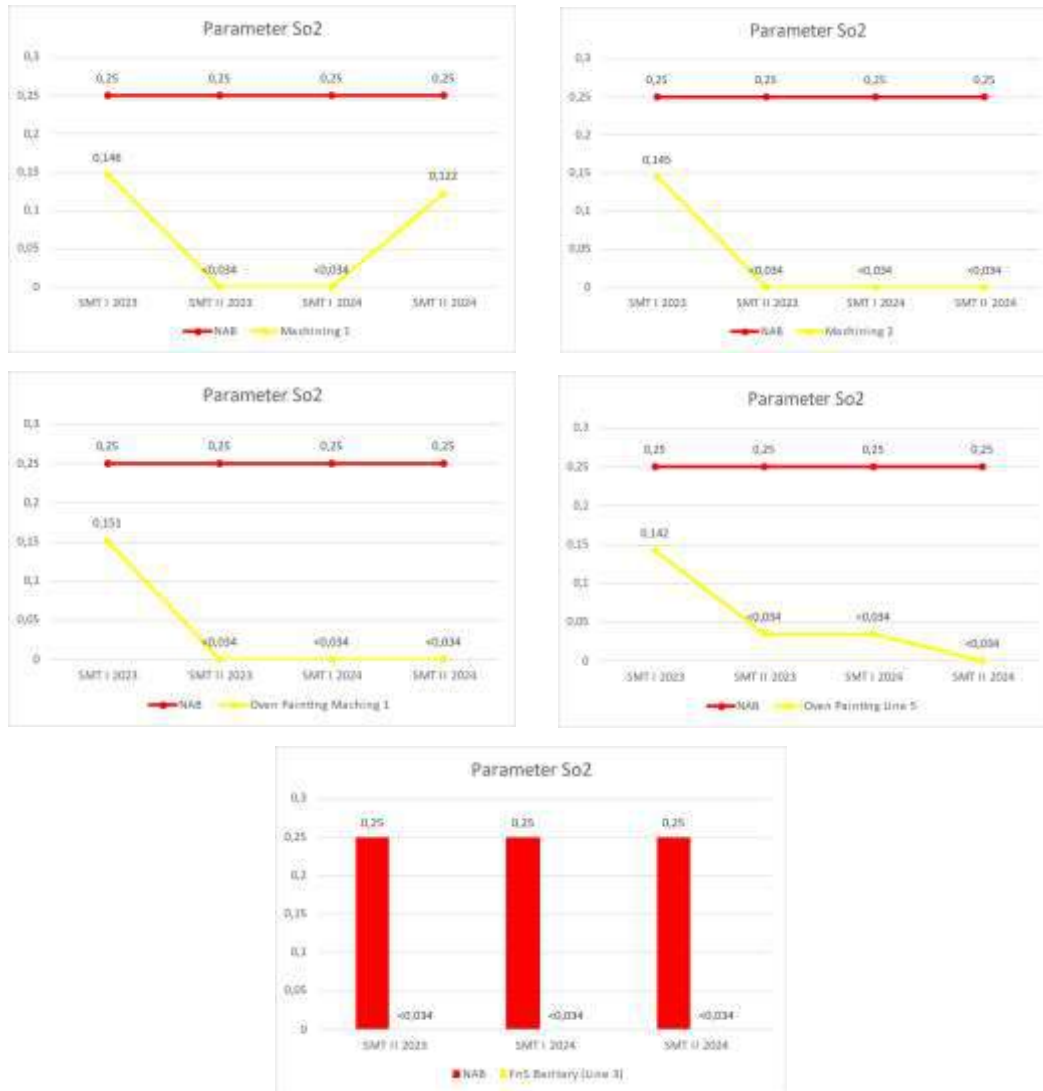 Parameter So2
0,3
0,25 0,25 0,25 0,25
0,25
0,2
0,15
0,1
0,05
0
0,122
<0,034 <0,034
SMT I 2023 SMT II 2023 SMT I 2024 SMT II 2024
NAB Machining 1
Parameter So2
0,3
0,25 0,25 0,25 0,25
0,25
0,2
0,15
0,1
0,05
0
0,145
<0,034 <0,034 <0,034
SMT I 2023 SMT II 2023 SMT I 2024 SMT II 2024
NAB
Parameter So2
0,3
0,25 0,25 0,25 0,25
0,25
0,2
0,15
0,1
0,05
0
0,151
<0,034 <0,034 <0,034
SMT I 2023 SMT II 2023 SMT I 2024 SMT II 2024
NAB Oven Painting Maching 1
Parameter So2
0,3
0,25 0,25 0,25 0,25
0,25
0,2
0,15
0,1
0,05
0
0,142
<0,034 <0,034 <0,034
SMT I 2023 SMT II 2023 SMT I 2024 SMT II 2024
NAB Oven Painting Line 5
Parameter So2
0,3
0,25 0,25 0,25
0,25
0,2
0,15
0,1
0,05
0
<0,034 <0,034 <0,034
SMT II 2023 SMT I 2024 SMT II 2024
NAB (Line 3)